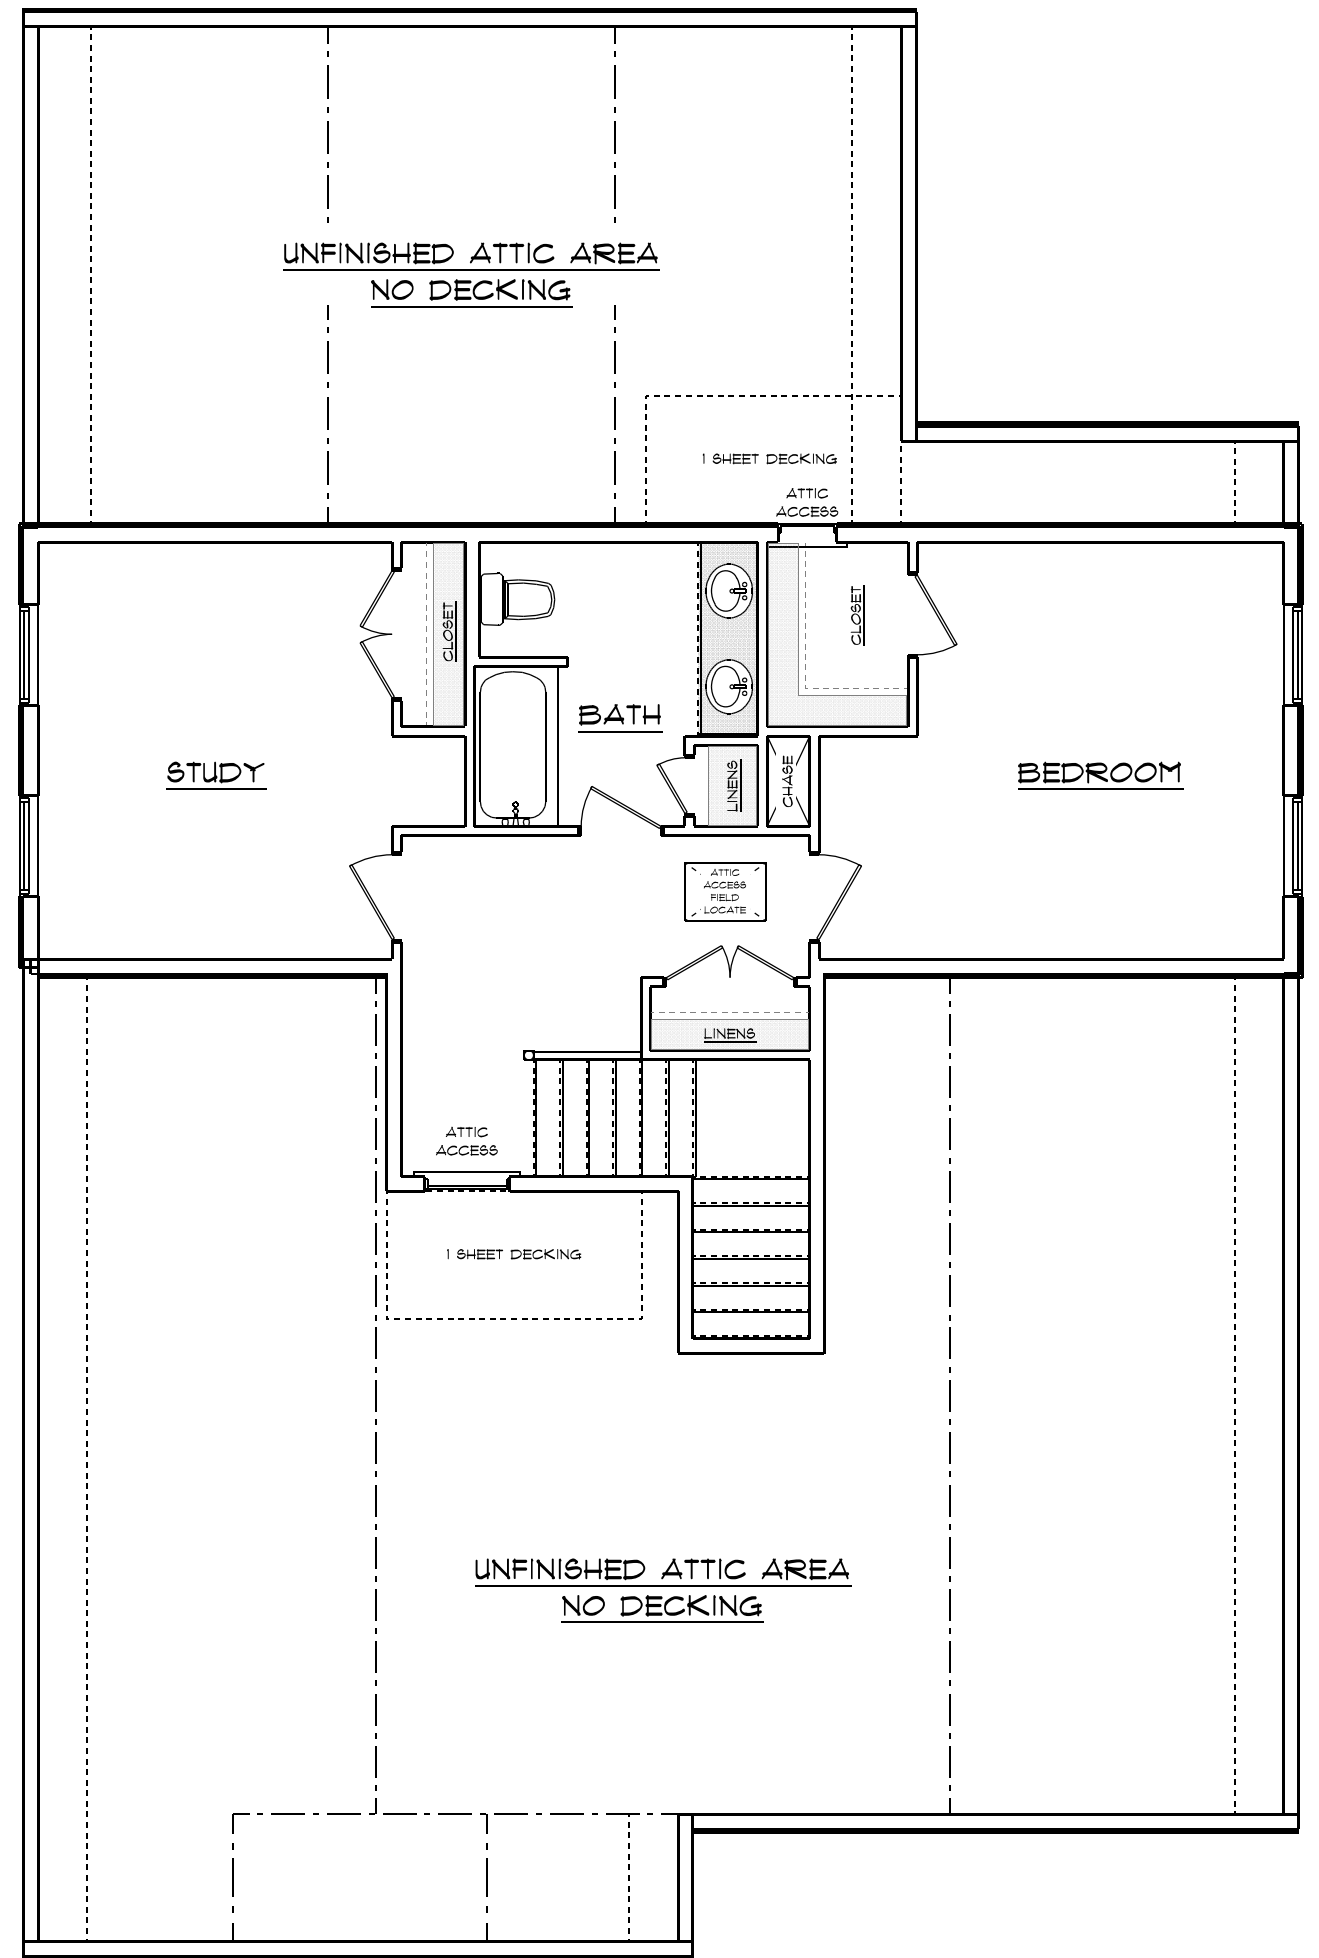 UNFINISHED ATTIC AREA
NO DECKING
1 SHEET DECKING
ATTIC
ACCESS
CLOSET
CLOSET
BATH
STUDY
BEDROOM
LINENS
CHASE
ATTIC
ACCESS
FIELD
LOCATE
LINENS
ATTIC
ACCESS
1 SHEET DECKING
UNFINISHED ATTIC AREA
NO DECKING